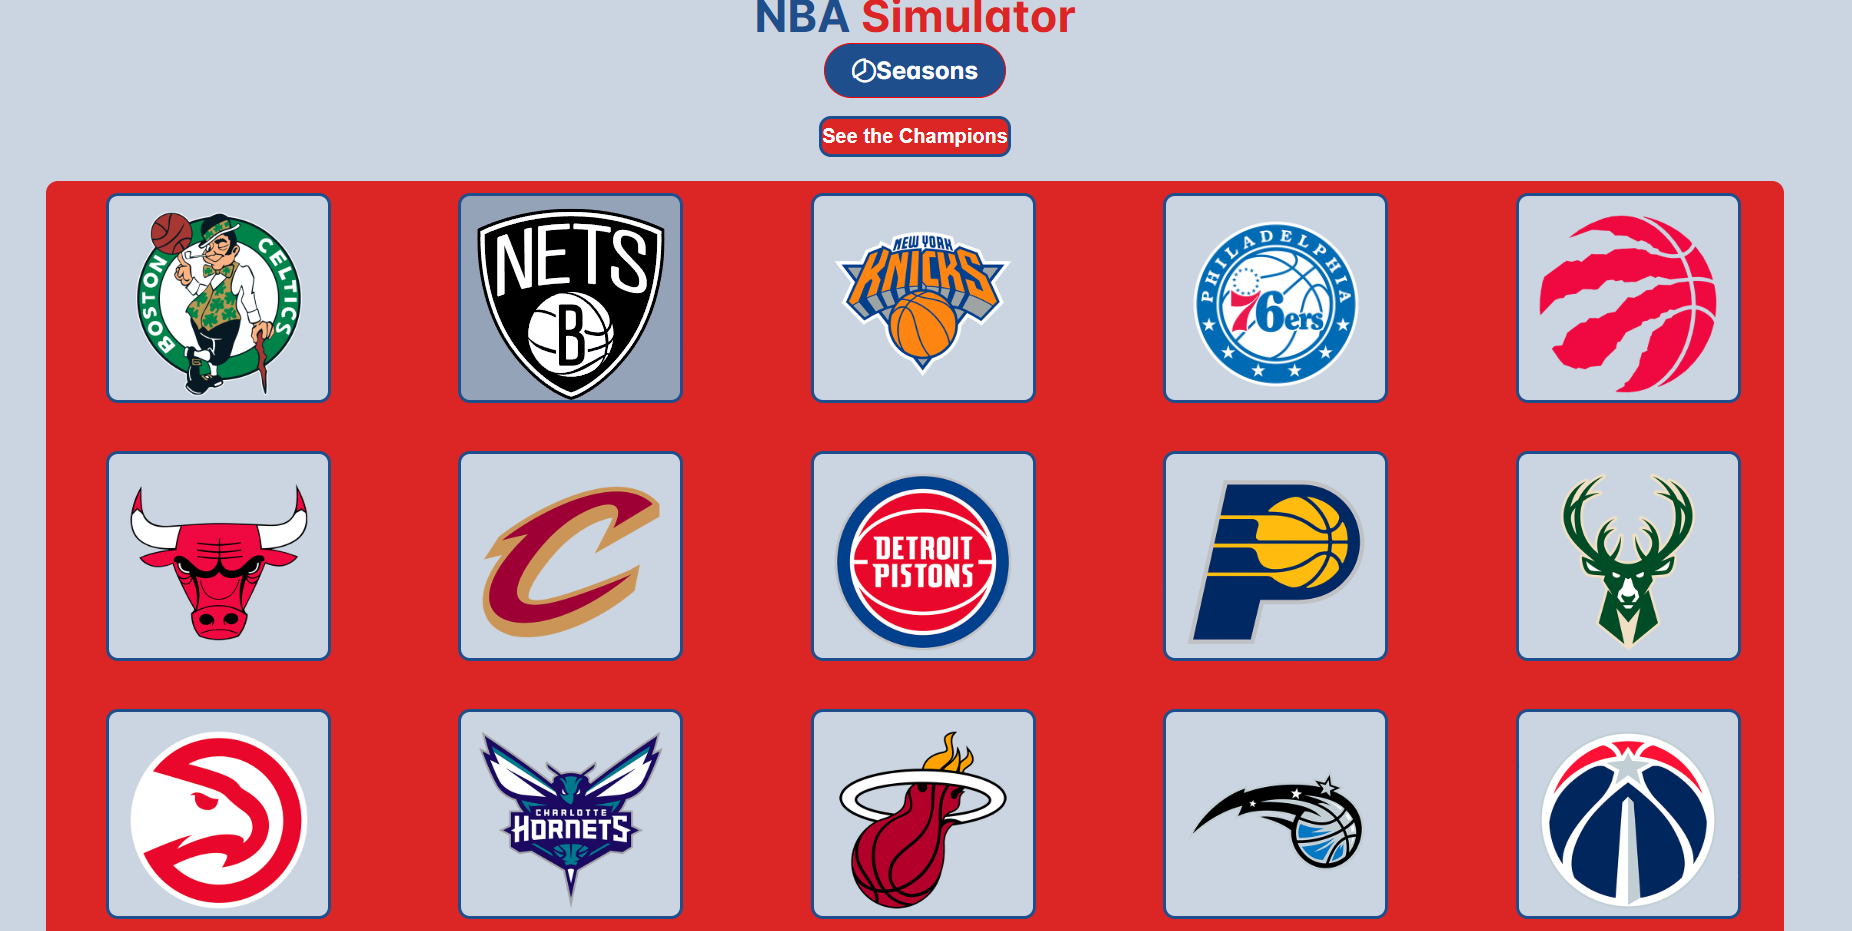 NBA Simulator
Seasons
See the Champions
BOSTON CELTICS
NETS
B
NEW YORK
KNICKS
PHILADELPHIA
76ers
DETROIT
PISTONS
CHARLOTTE
HORNETS